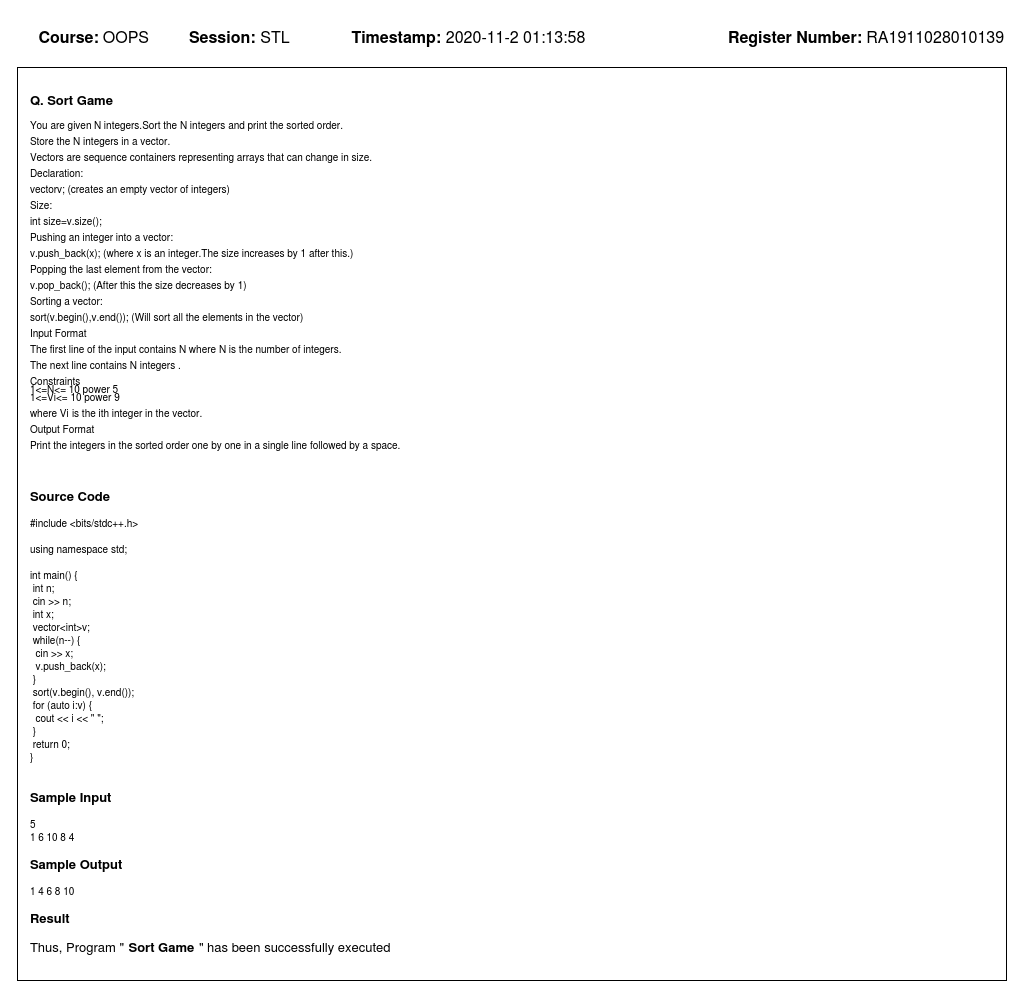 Course: OOPS Session: STL Timestamp: 2020-11-2 01:13:58 Register Number: RA1911028010139
Q. Sort Game
You are given N integers.Sort the N integers and print the sorted order.
Store the N integers in a vector.
Vectors are sequence containers representing arrays that can change in size.
Declaration:
vectorv; (creates an empty vector of integers)
Size:
int size=v.size();
Pushing an integer into a vector:
v.push_back(x); (where x is an integer.The size increases by 1 after this.)
Popping the last element from the vector:
v.pop_back(); (After this the size decreases by 1)
Sorting a vector:
sort(v.begin(),v.end()); (Will sort all the elements in the vector)
Input Format
The first line of the input contains N where N is the number of integers.
The next line contains N integers .
Constraints
1<=N<= 10 power 5
1<=Vi<= 10 power 9
where Vi is the ith integer in the vector.
Output Format
Print the integers in the sorted order one by one in a single line followed by a space.
Source Code
#include <bits/stdc++.h>
using namespace std;
int main() {
int n;
cin >> n;
int x;
vector<int>v;
while(n--) {
cin >> x;
v.push_back(x);
}
sort(v.begin(), v.end());
for (auto i:v) {
cout << i << " ";
}
return 0;
}
Sample Input
5
1 6 10 8 4
Sample Output
1 4 6 8 10
Result
Thus, Program " Sort Game " has been successfully executed